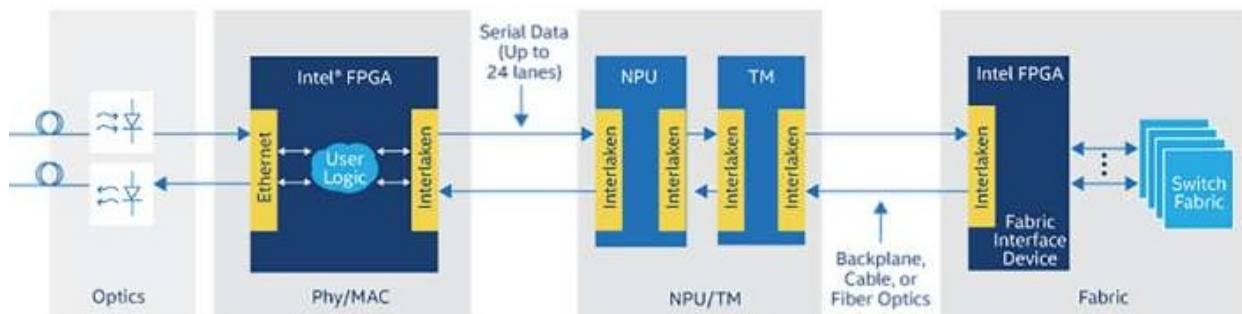 Serial Data
(Up to
24 lanes)
Intel® FPGA
NPU
TM
Intel FPGA
Ethernet
User
Logic
Interlaken
Interlaken
Interlaken
Interlaken
Interlaken
Interlaken
Switch
Fabric
Fabric
Interface
Device
Backplane,
Cable, or
Fiber Optics
Optics
Phy/MAC
NPU/TM
Fabric